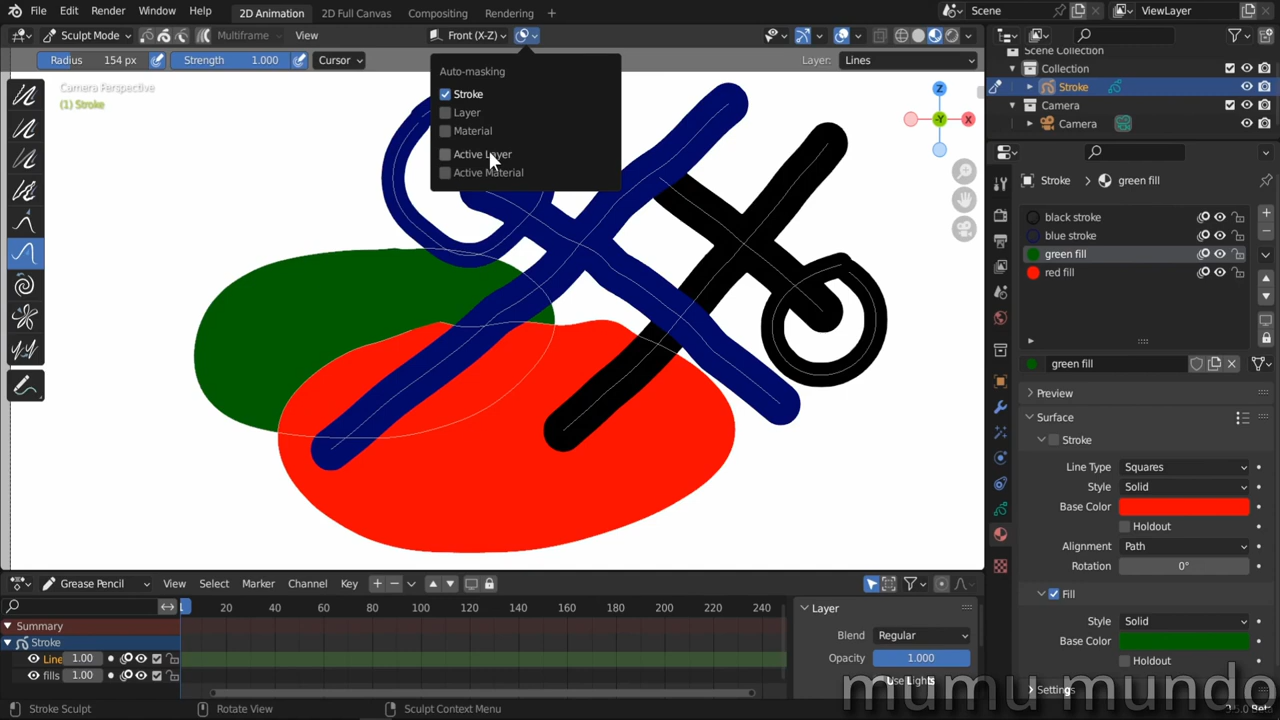 File Edit Render Window Help 2D Animation 2D Full Canvas Compositing Rendering + Scene ViewLayer
Sculpt Mode Multiframe View Front (X-Z)
Radius 154 px Strength 1.000 Cursor Layer: Lines
Camera Perspective
(1) Stroke
Auto-masking
Stroke
Layer
Material
Active Layer
Active Material
Z
-Y
X
Scene Collection
Collection
Stroke
Camera
Camera
Stroke green fill
black stroke
blue stroke
green fill
red fill
green fill
Preview
Surface
Stroke
Line Type Squares
Style Solid
Base Color
Holdout
Alignment Path
Rotation 0°
Fill
Style Solid
Base Color
Holdout
Settings
Grease Pencil View Select Marker Channel Key
1 20 40 60 80 100 120 140 160 180 200 220 240
Summary
Stroke
Line 1.00
fills 1.00
Layer
Blend Regular
Opacity 1.000
Use Lights
mumu mundo
Stroke Sculpt Rotate View Sculpt Context Menu 3.5.0 Beta